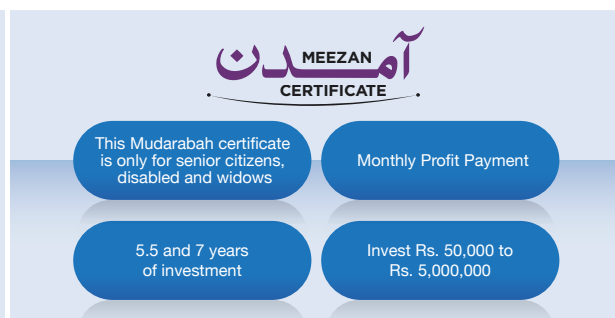 آمدن
MEEZAN
CERTIFICATE
This Mudarabah certificate
is only for senior citizens,
disabled and widows
Monthly Profit Payment
5.5 and 7 years
of investment
Invest Rs. 50,000 to
Rs. 5,000,000